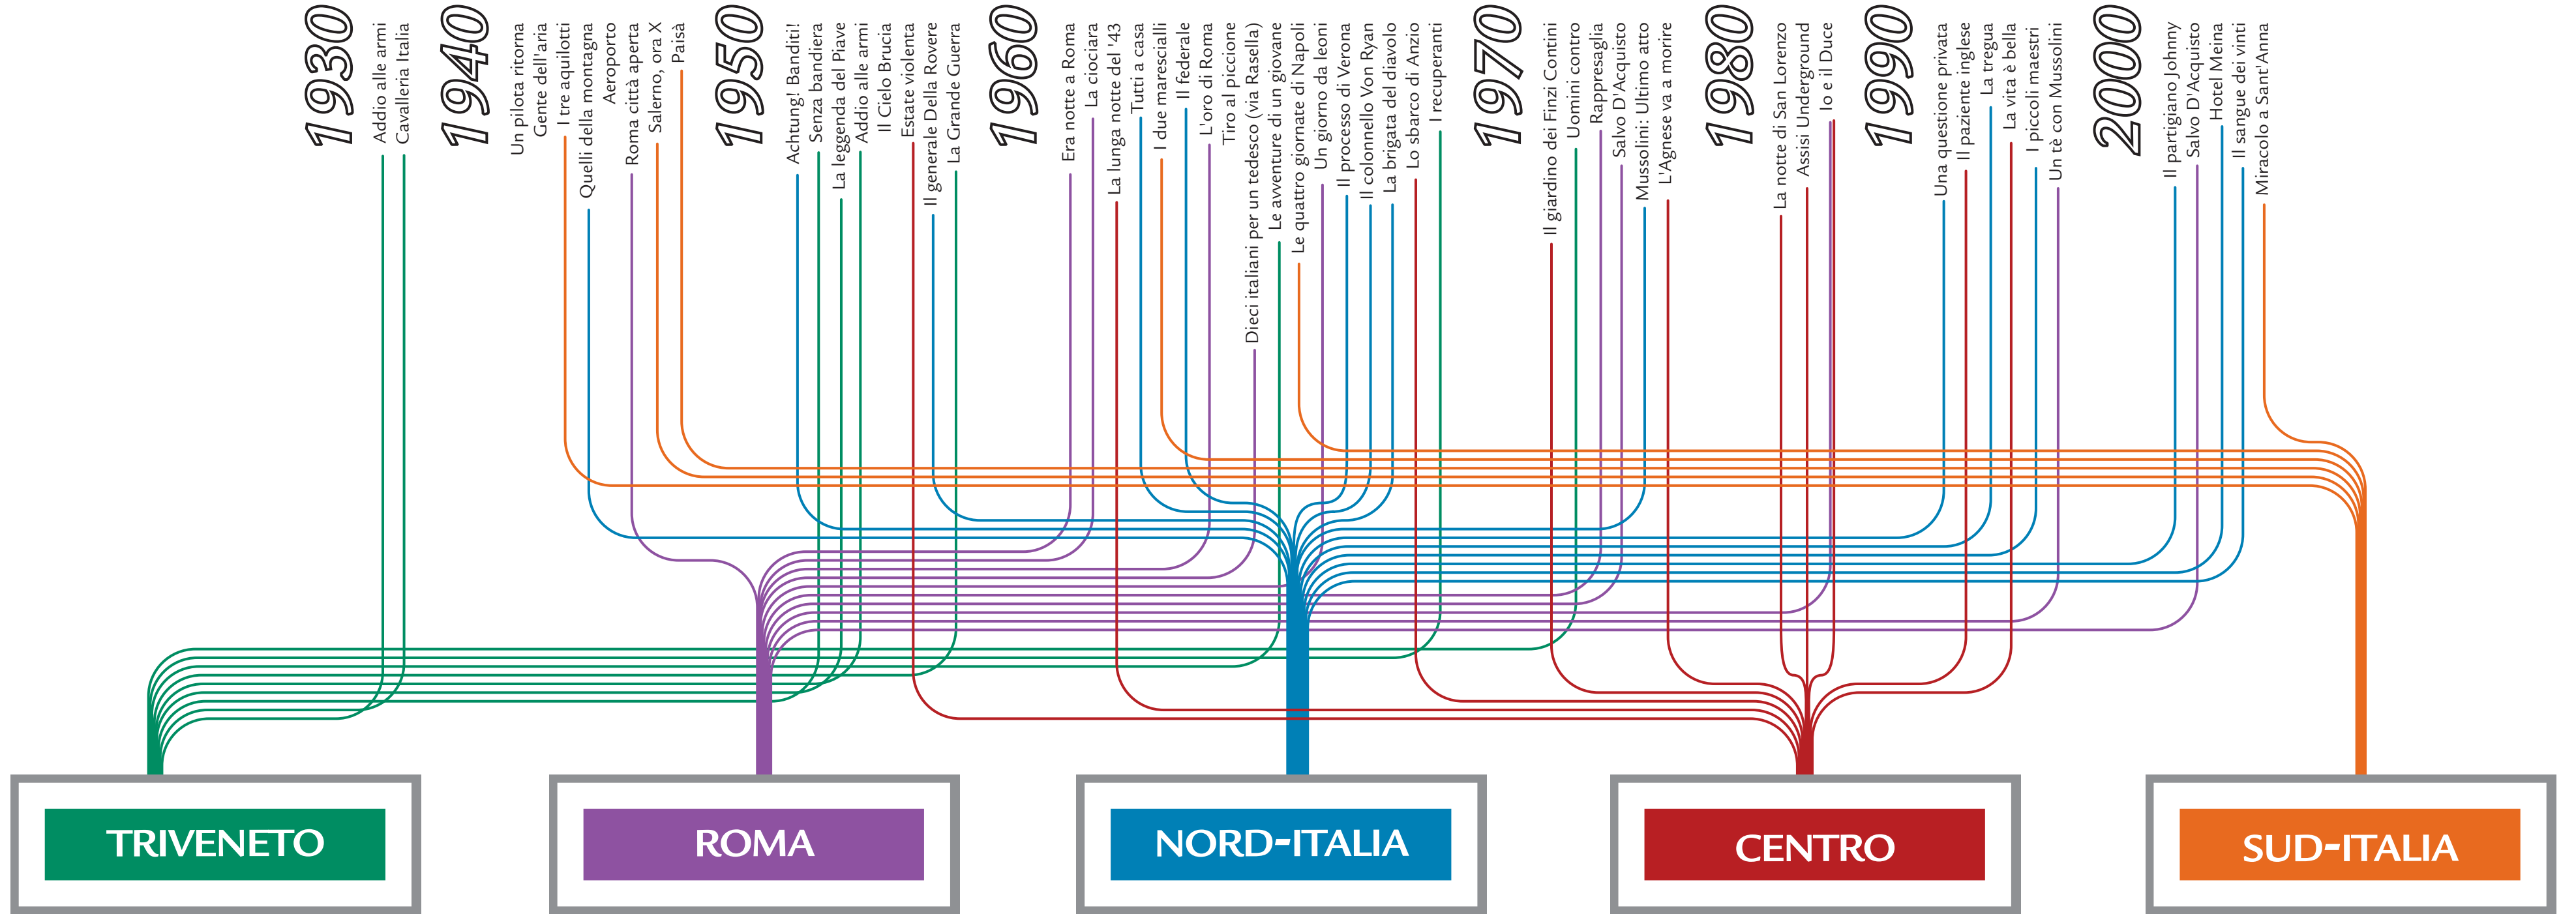 1930
Addio alle armi
Cavalleria Italia
1940
Un pilota ritorna
Gente dell'aria
I tre aquilotti
Quelli della montagna
Aeroporto
Roma città aperta
Salerno, ora X
Paisà
1950
Achtung! Banditi!
Senza bandiera
La leggenda del Piave
Addio alle armi
Il Cielo Brucia
Estate violenta
Il generale Della Rovere
La Grande Guerra
1960
Era notte a Roma
La ciociara
La lunga notte del '43
Tutti a casa
I due marescialli
Il federale
L'oro di Roma
Tiro al piccione
Dieci italiani per un tedesco (via Rasella)
Le avventure di un giovane
Le quattro giornate di Napoli
Un giorno da leoni
Il processo di Verona
Il colonnello Von Ryan
La brigata del diavolo
Lo sbarco di Anzio
I recuperanti
1970
Il giardino dei Finzi Contini
Uomini contro
Rappresaglia
Salvo D'Acquisto
Mussolini: Ultimo atto
L'Agnese va a morire
1980
La notte di San Lorenzo
Assisi Underground
Io e il Duce
1990
Una questione privata
Il paziente inglese
La tregua
La vita è bella
I piccoli maestri
Un tè con Mussolini
2000
Il partigiano Johnny
Salvo D'Acquisto
Hotel Meina
Il sangue dei vinti
Miracolo a Sant'Anna
TRIVENETO
ROMA
NORD-ITALIA
CENTRO
SUD-ITALIA